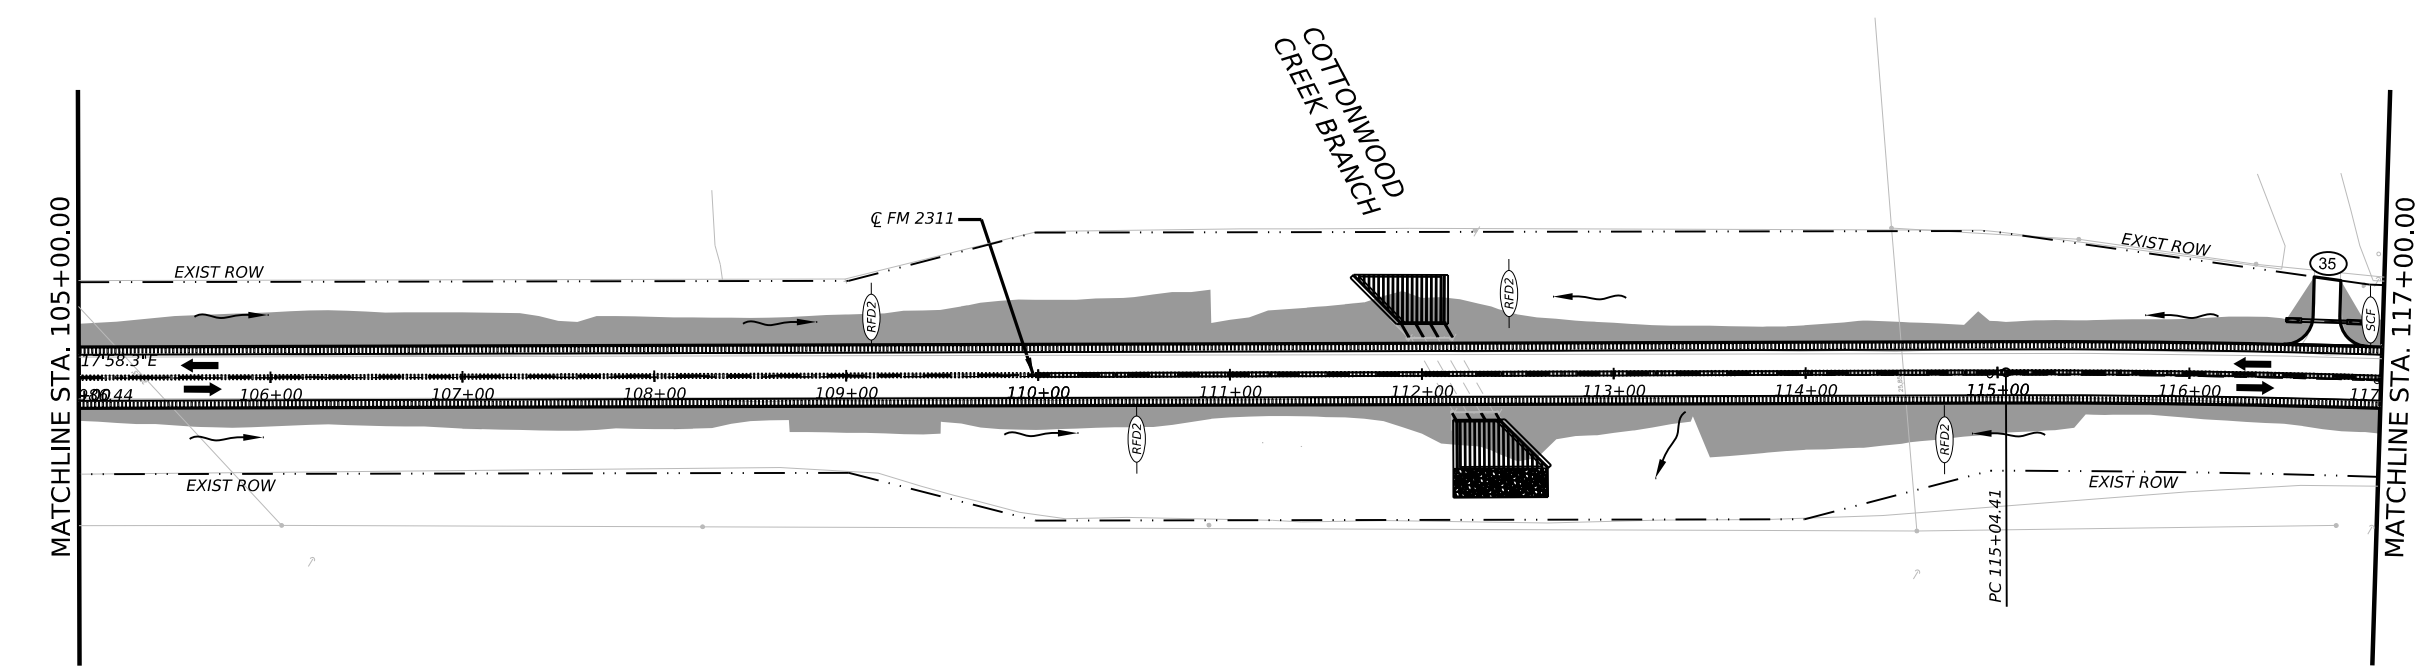 COTTONWOOD
CREEK BRANCH
MATCHLINE STA. 105+00.00
MATCHLINE STA. 117+00.00
℄ FM 2311
EXIST ROW
EXIST ROW
35
RFD2
RFD2
SCF
17'58.3"E
106+00
107+00
108+00
109+00
110+00
111+00
112+00
113+00
114+00
115+00
116+00
117
RFD2
RFD2
EXIST ROW
EXIST ROW
PC 115+04.41